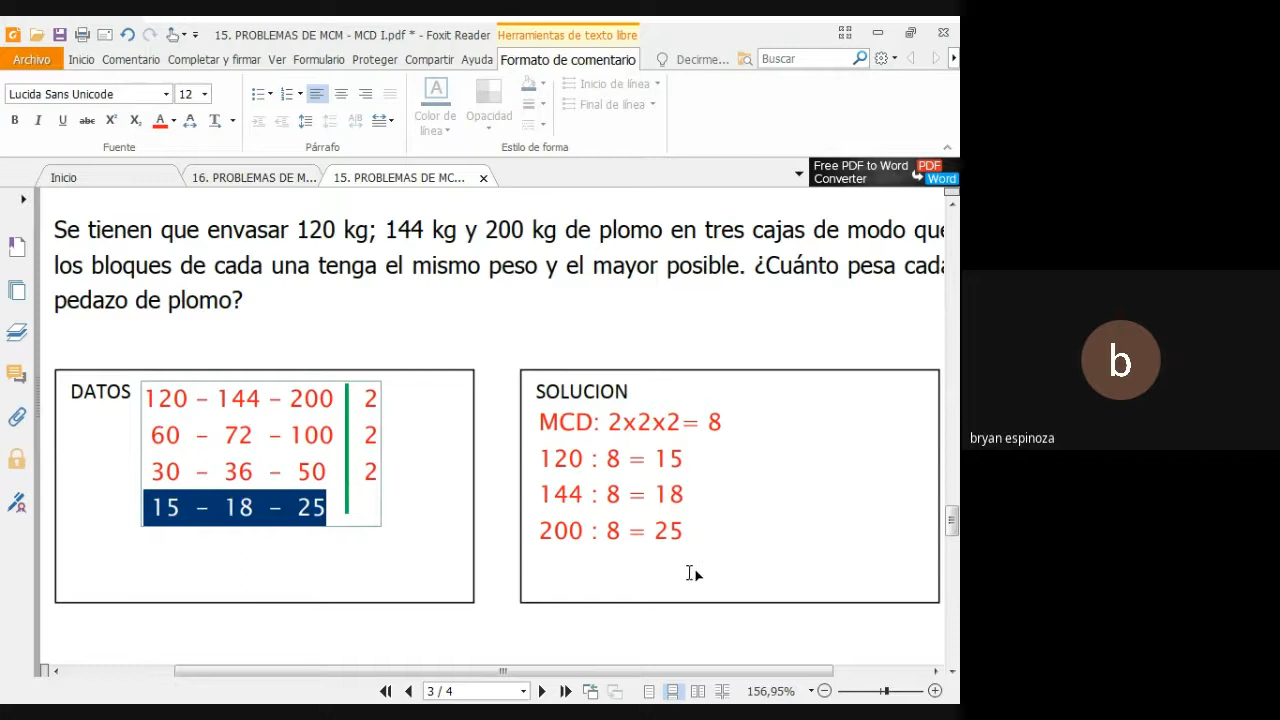 15. PROBLEMAS DE MCM - MCD I.pdf * - Foxit Reader
Herramientas de texto libre
Archivo Inicio Comentario Completar y firmar Ver Formulario Proteger Compartir Ayuda Formato de comentario Decirme... Buscar
Lucida Sans Unicode 12
Inicio de línea
Final de línea
Color de línea
Opacidad
Fuente Párrafo Estilo de forma
Inicio
16. PROBLEMAS DE M...
15. PROBLEMAS DE MC...
Free PDF to Word
Converter
PDF
Word
Se tienen que envasar 120 kg; 144 kg y 200 kg de plomo en tres cajas de modo que
los bloques de cada una tenga el mismo peso y el mayor posible. ¿Cuánto pesa cada
pedazo de plomo?
DATOS
120 – 144 – 200 2
60 – 72 – 100 2
30 – 36 – 50 2
15 – 18 – 25
SOLUCION
MCD: 2x2x2= 8
120 : 8 = 15
144 : 8 = 18
200 : 8 = 25
b
bryan espinoza
3 / 4
156,95%